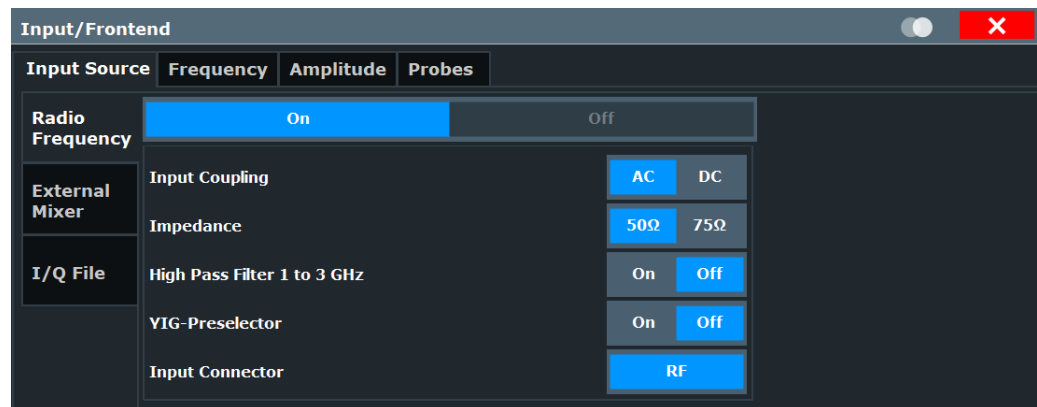 Input/Frontend
Input Source Frequency Amplitude Probes
Radio
Frequency
On Off
External
Mixer
I/Q File
Input Coupling AC DC
Impedance 50Ω 75Ω
High Pass Filter 1 to 3 GHz On Off
YIG-Preselector On Off
Input Connector RF